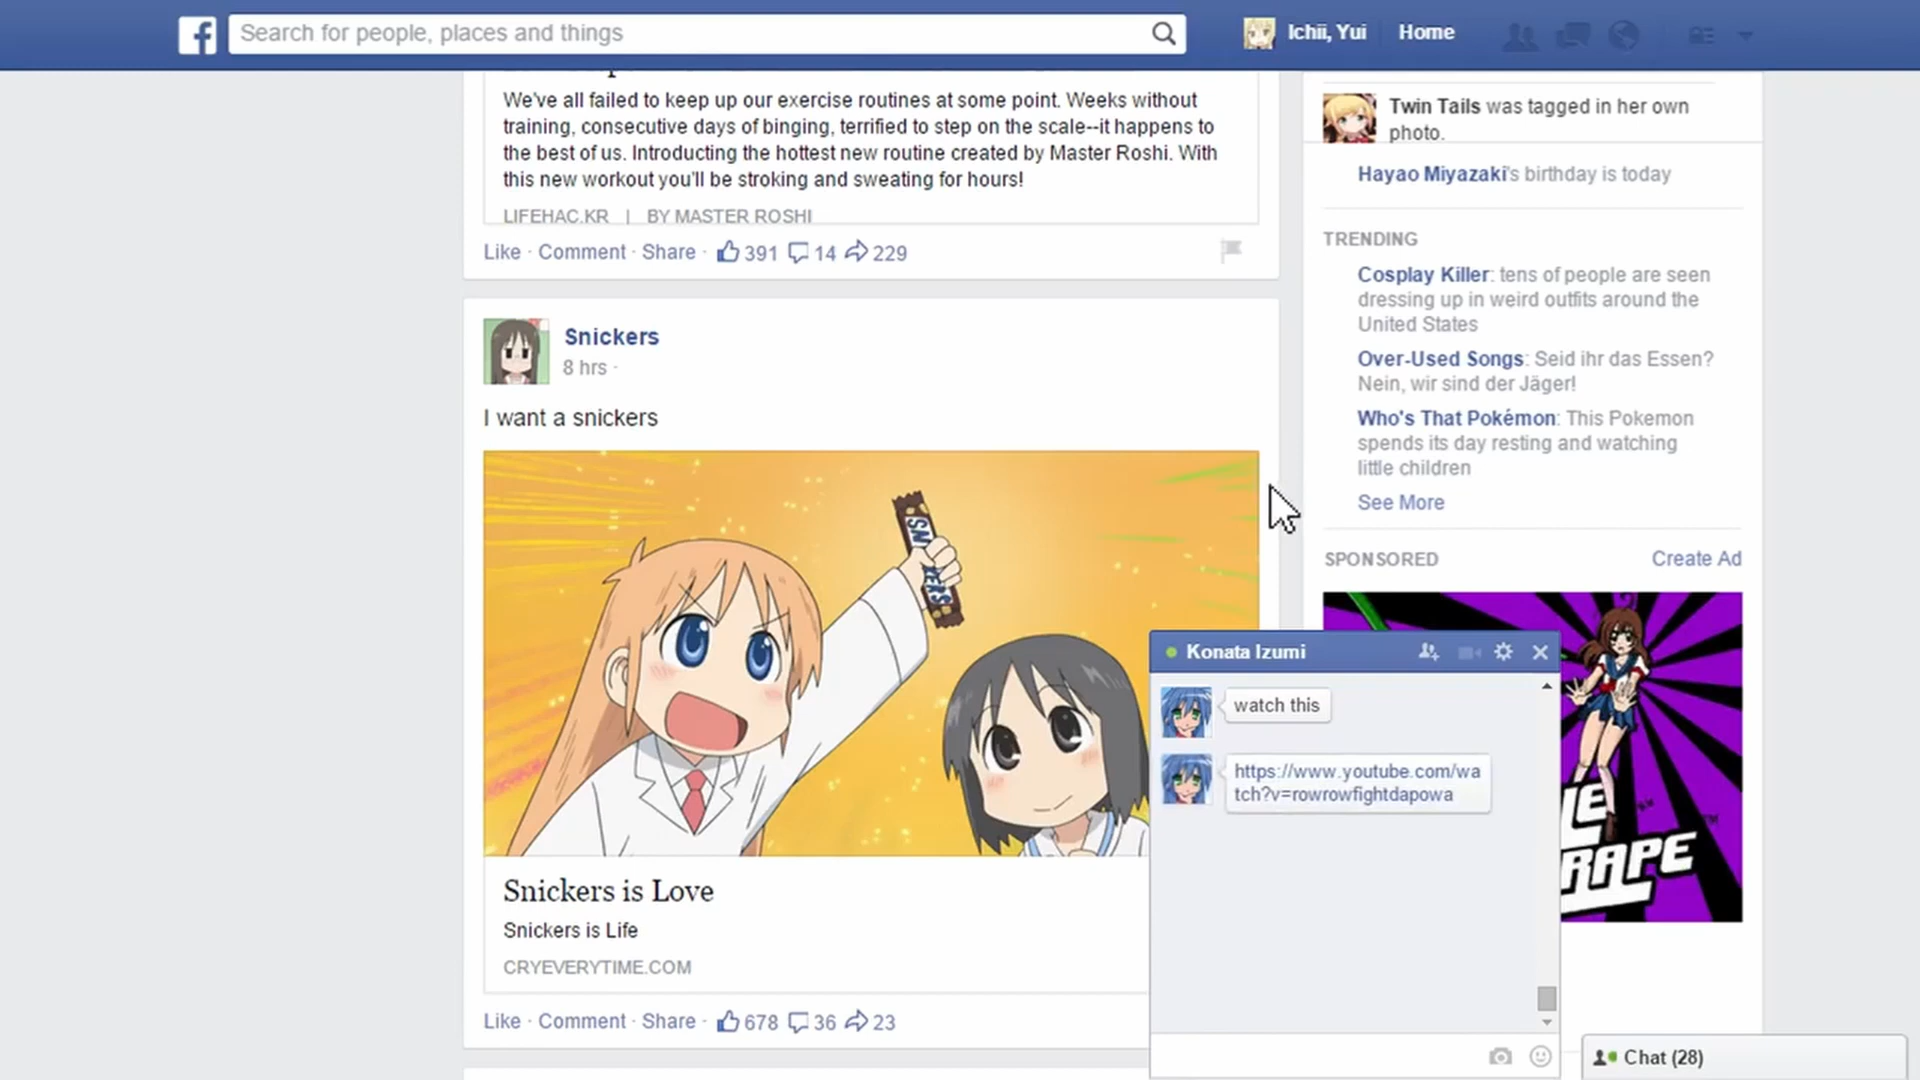 Search for people, places and things
Ichii, Yui
Home
We've all failed to keep up our exercise routines at some point. Weeks without
training, consecutive days of binging, terrified to step on the scale--it happens to
the best of us. Introducting the hottest new routine created by Master Roshi. With
this new workout you'll be stroking and sweating for hours!
LIFEHAC.KR | BY MASTER ROSHI
Like · Comment · Share · 391 14 229
Snickers
8 hrs ·
I want a snickers
Snickers is Love
Snickers is Life
CRYEVERYTIME.COM
Like · Comment · Share · 678 36 23
Twin Tails was tagged in her own
photo.
Hayao Miyazaki's birthday is today
TRENDING
Cosplay Killer: tens of people are seen
dressing up in weird outfits around the
United States
Over-Used Songs: Seid ihr das Essen?
Nein, wir sind der Jäger!
Who's That Pokémon: This Pokemon
spends its day resting and watching
little children
See More
SPONSORED
Create Ad
Konata Izumi
watch this
https://www.youtube.com/wa
tch?v=rowrowfightdapowa
Chat (28)